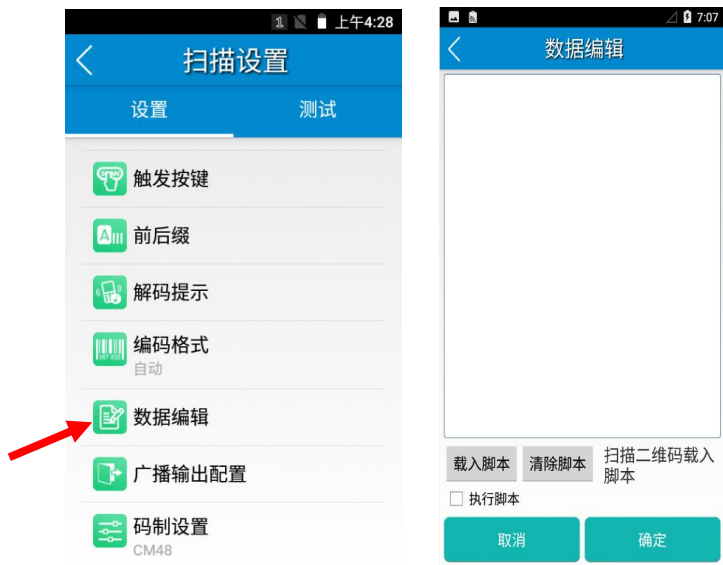 上午4:28
扫描设置
设置
测试
触发按键
前后缀
解码提示
编码格式
自动
数据编辑
广播输出配置
码制设置
CM48
7:07
数据编辑
载入脚本
清除脚本
扫描二维码载入
脚本
执行脚本
取消
确定